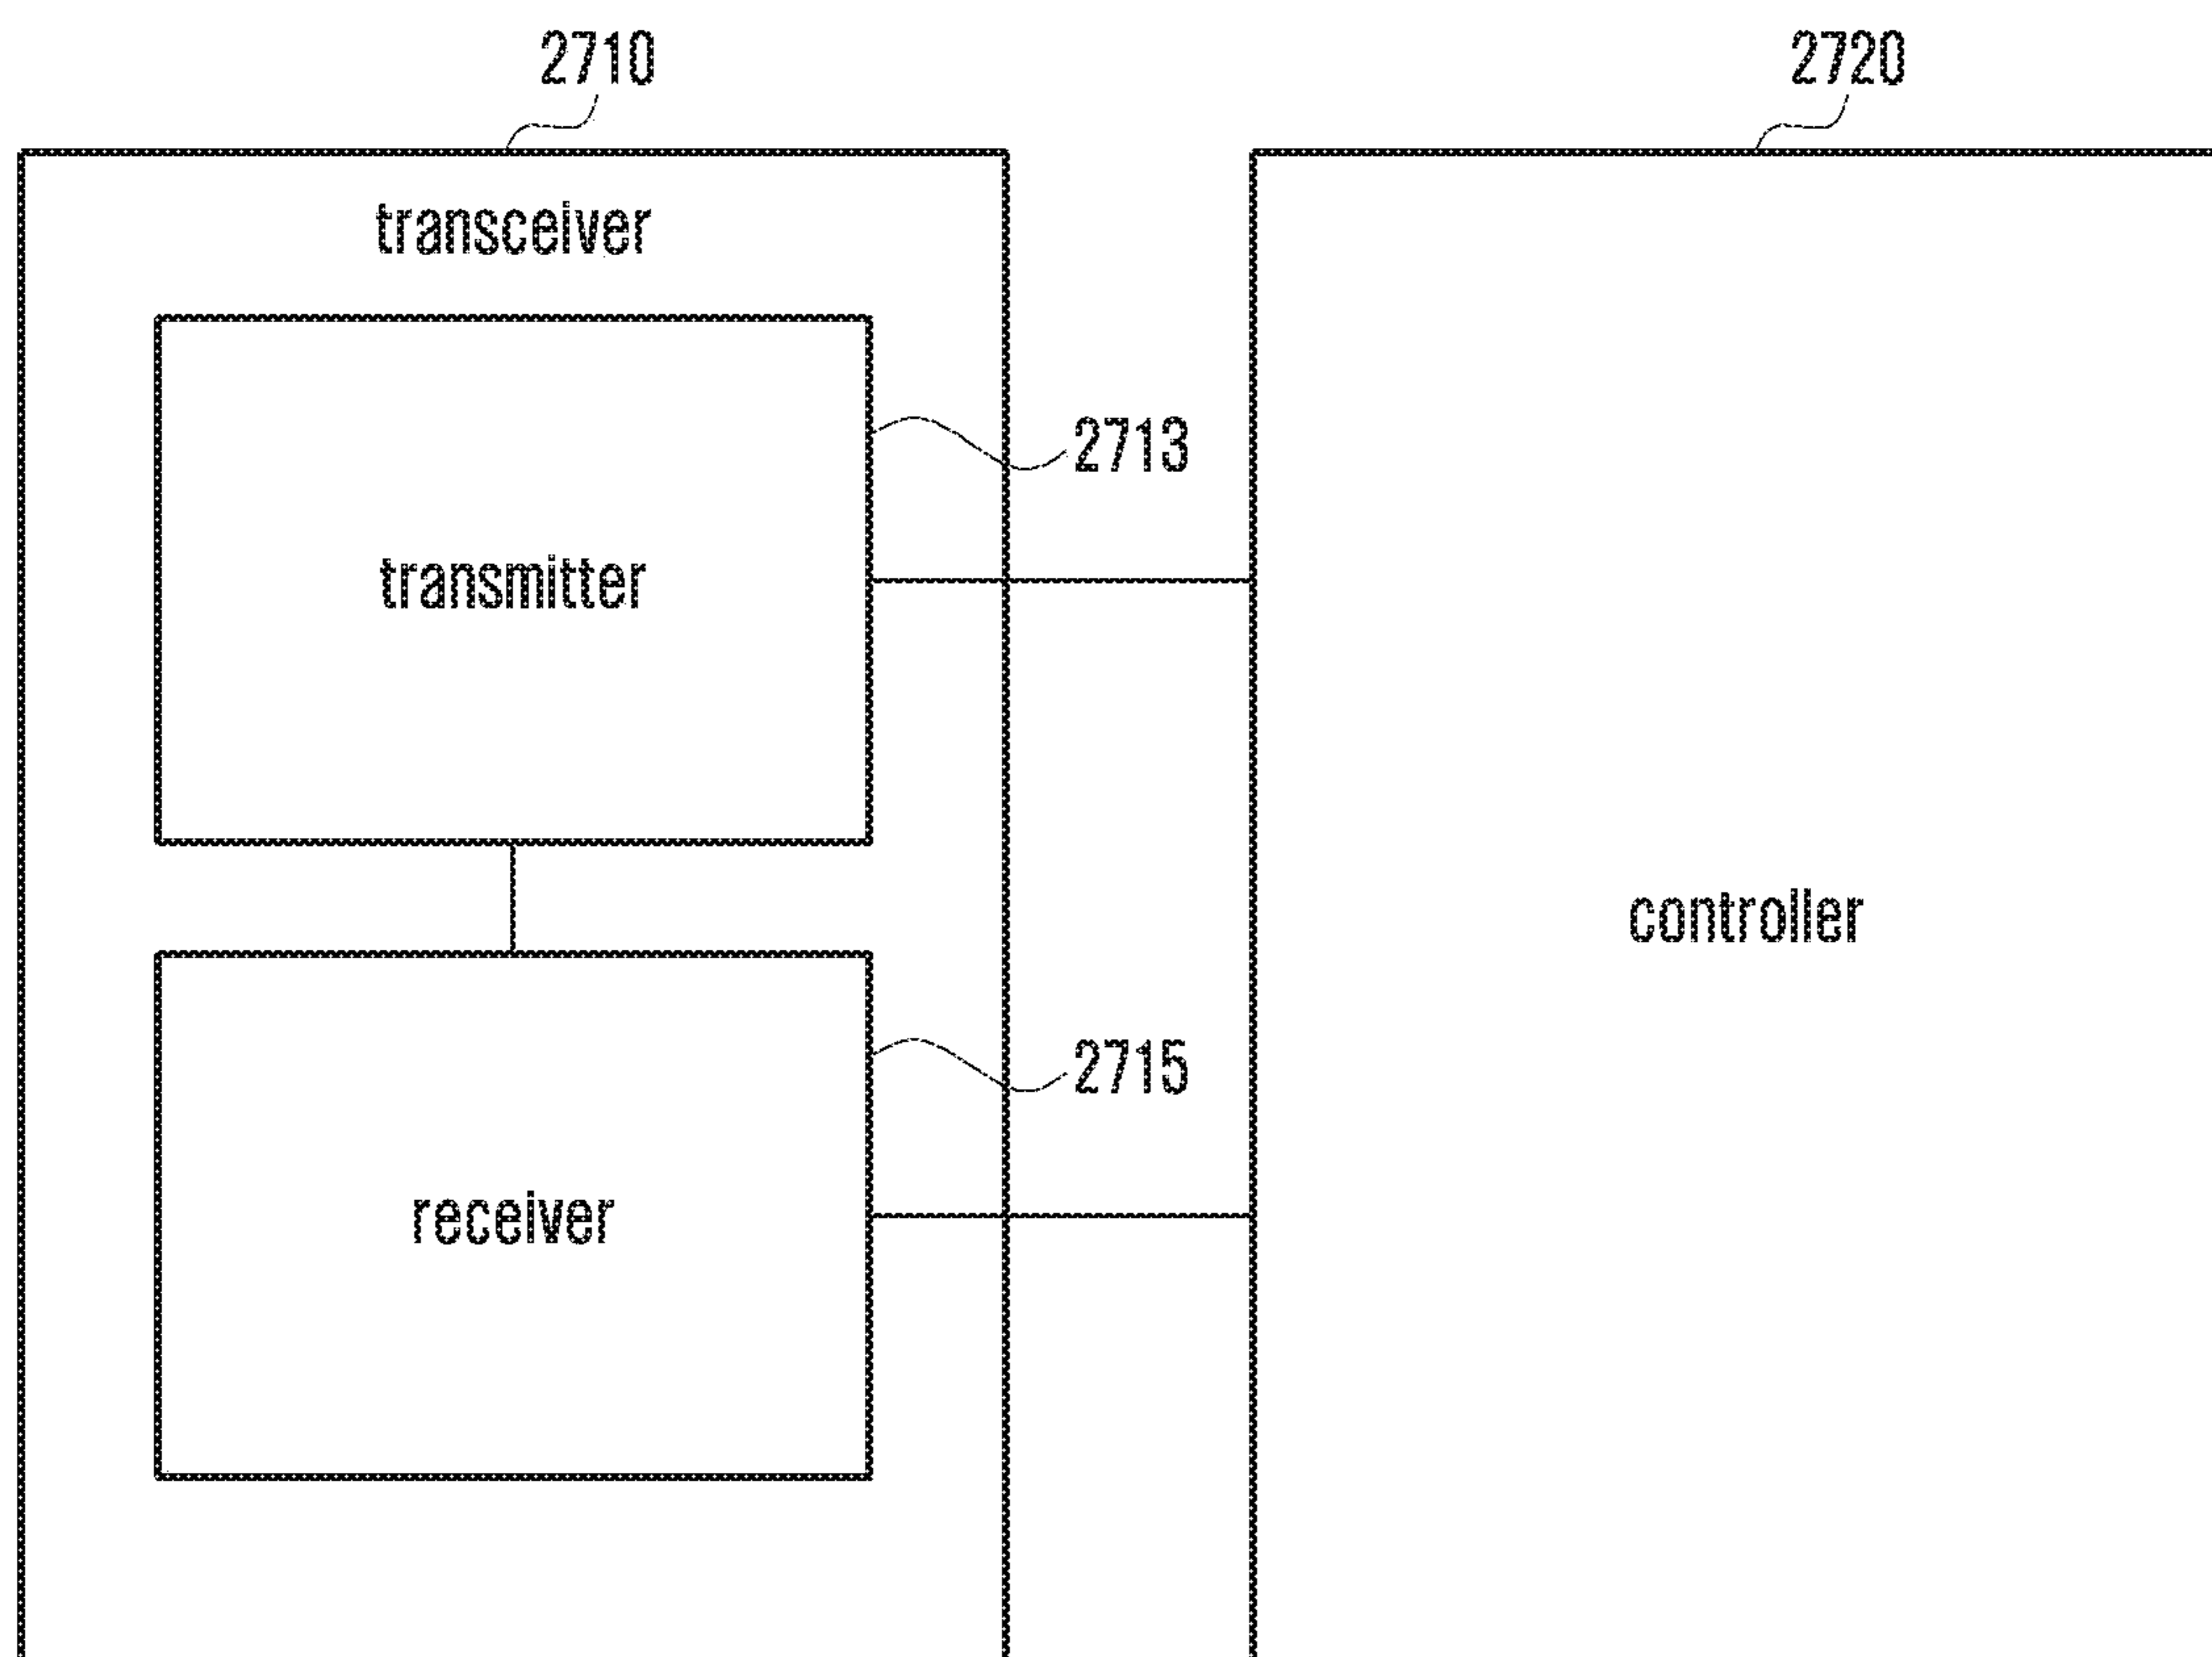 2710
2720
transceiver
2713
transmitter
controller
2715
receiver